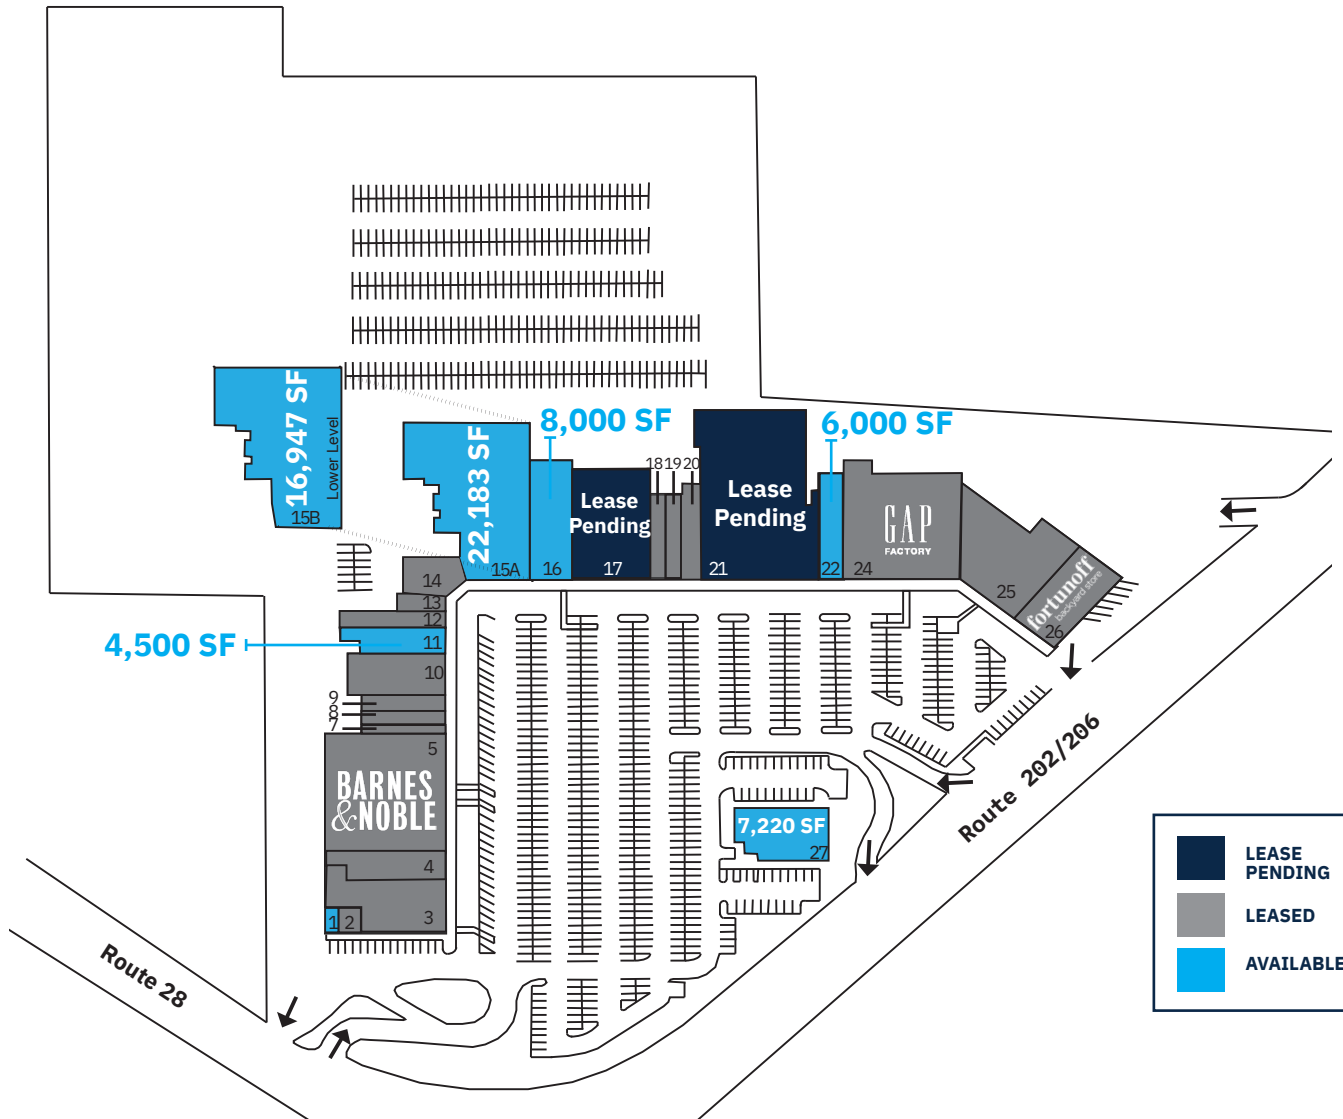 16,947 SF
Lower Level
15B
22,183 SF
15A
8,000 SF
16
Lease
Pending
17
18
19
20
Lease
Pending
21
6,000 SF
22
GAP
FACTORY
24
25
fortunoff
backyard store
26
14
13
12
4,500 SF
11
10
9
8
7
5
BARNES
&NOBLE
4
3
1
2
7,220 SF
27
Route 202/206
Route 28
LEASE
PENDING
LEASED
AVAILABLE